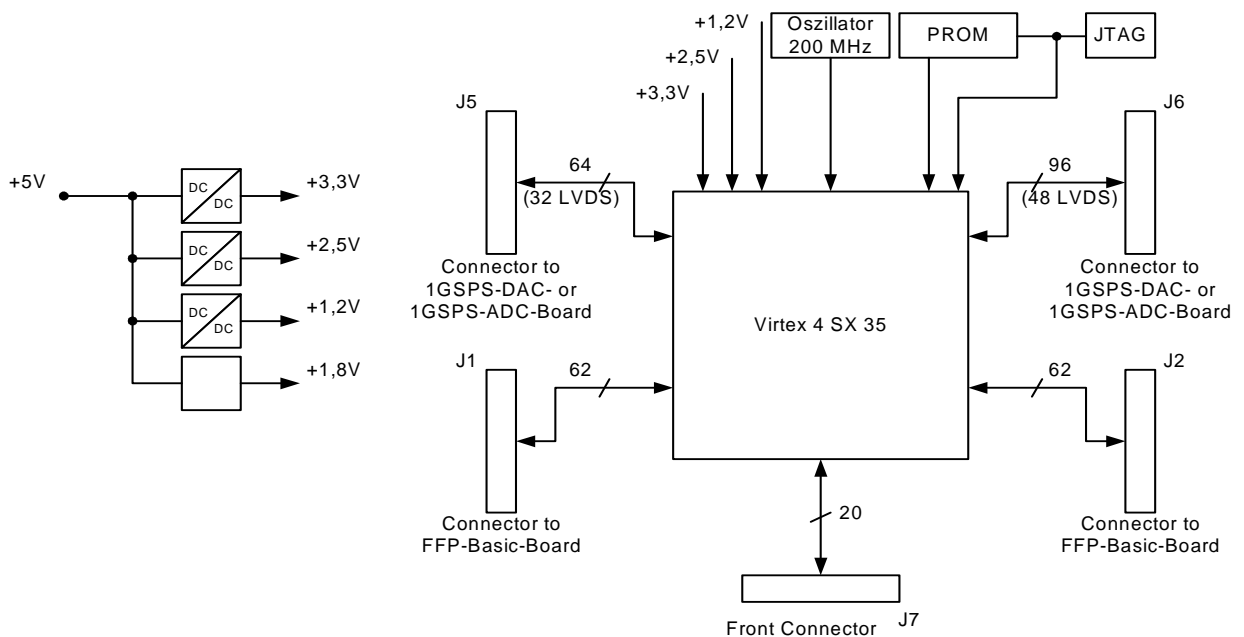 +5V
DC
DC
+3,3V
DC
DC
+2,5V
DC
DC
+1,2V
+1,8V
+1,2V
+2,5V
+3,3V
Oszillator
200 MHz
PROM
JTAG
J5
64
(32 LVDS)
Connector to
1GSPS-DAC- or
1GSPS-ADC-Board
J6
96
(48 LVDS)
Connector to
1GSPS-DAC- or
1GSPS-ADC-Board
Virtex 4 SX 35
J1
62
Connector to
FFP-Basic-Board
62
J2
Connector to
FFP-Basic-Board
20
J7
Front Connector